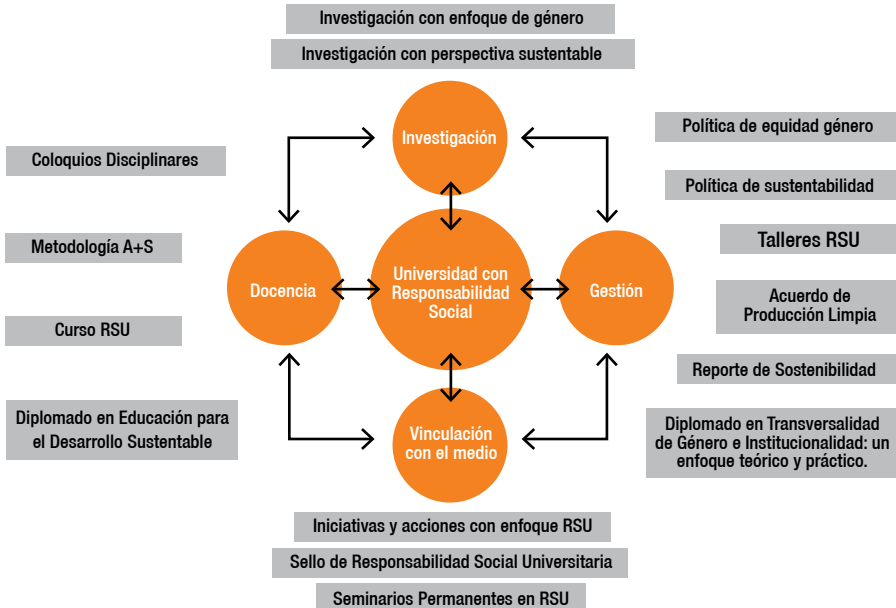 Investigación con enfoque de género
Investigación con perspectiva sustentable
Investigación
Política de equidad género
Coloquios Disciplinares
Política de sustentabilidad
Metodología A+S
Talleres RSU
Docencia
Universidad con
Responsabilidad
Social
Gestión
Acuerdo de
Producción Limpia
Curso RSU
Reporte de Sostenibilidad
Diplomado en Educación para
el Desarrollo Sustentable
Vinculación
con el medio
Diplomado en Transversalidad
de Género e Institucionalidad: un
enfoque teórico y práctico.
Iniciativas y acciones con enfoque RSU
Sello de Responsabilidad Social Universitaria
Seminarios Permanentes en RSU